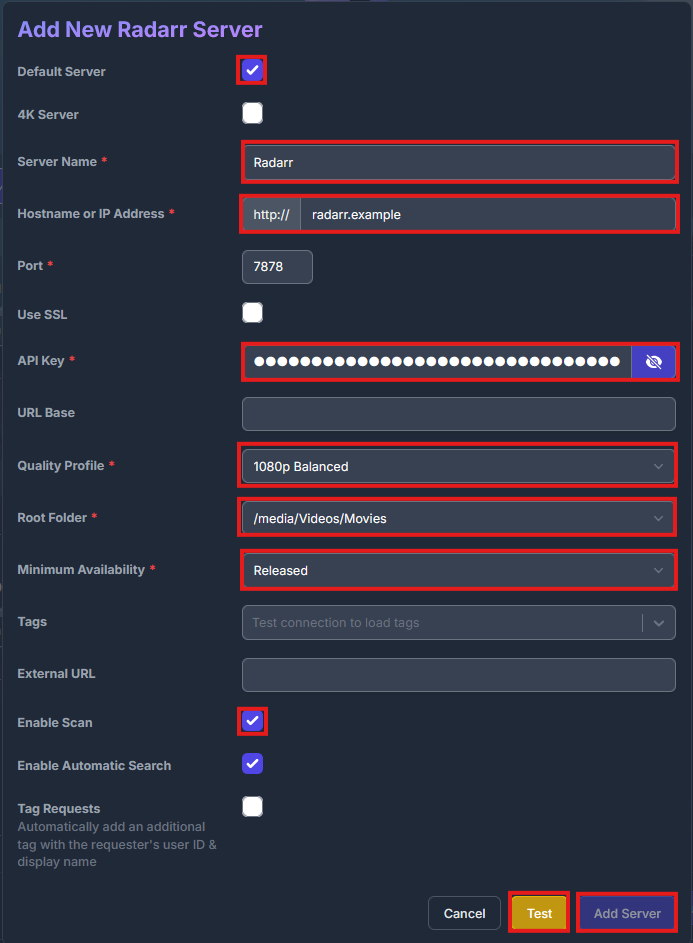 Add New Radarr Server
Default Server
4K Server
Server Name *
Radarr
Hostname or IP Address *
http://
radarr.example
Port *
7878
Use SSL
API Key *
●●●●●●●●●●●●●●●●●●●●●●●●●●●●●●●●
URL Base
Quality Profile *
1080p Balanced
Root Folder *
/media/Videos/Movies
Minimum Availability *
Released
Tags
Test connection to load tags
External URL
Enable Scan
Enable Automatic Search
Tag Requests
Automatically add an additional
tag with the requester's user ID &
display name
Cancel
Test
Add Server